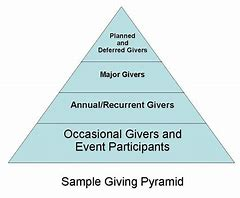 Planned
and
Deferred Givers
Major Givers
Annual/Recurrent Givers
Occasional Givers and
Event Participants
Sample Giving Pyramid